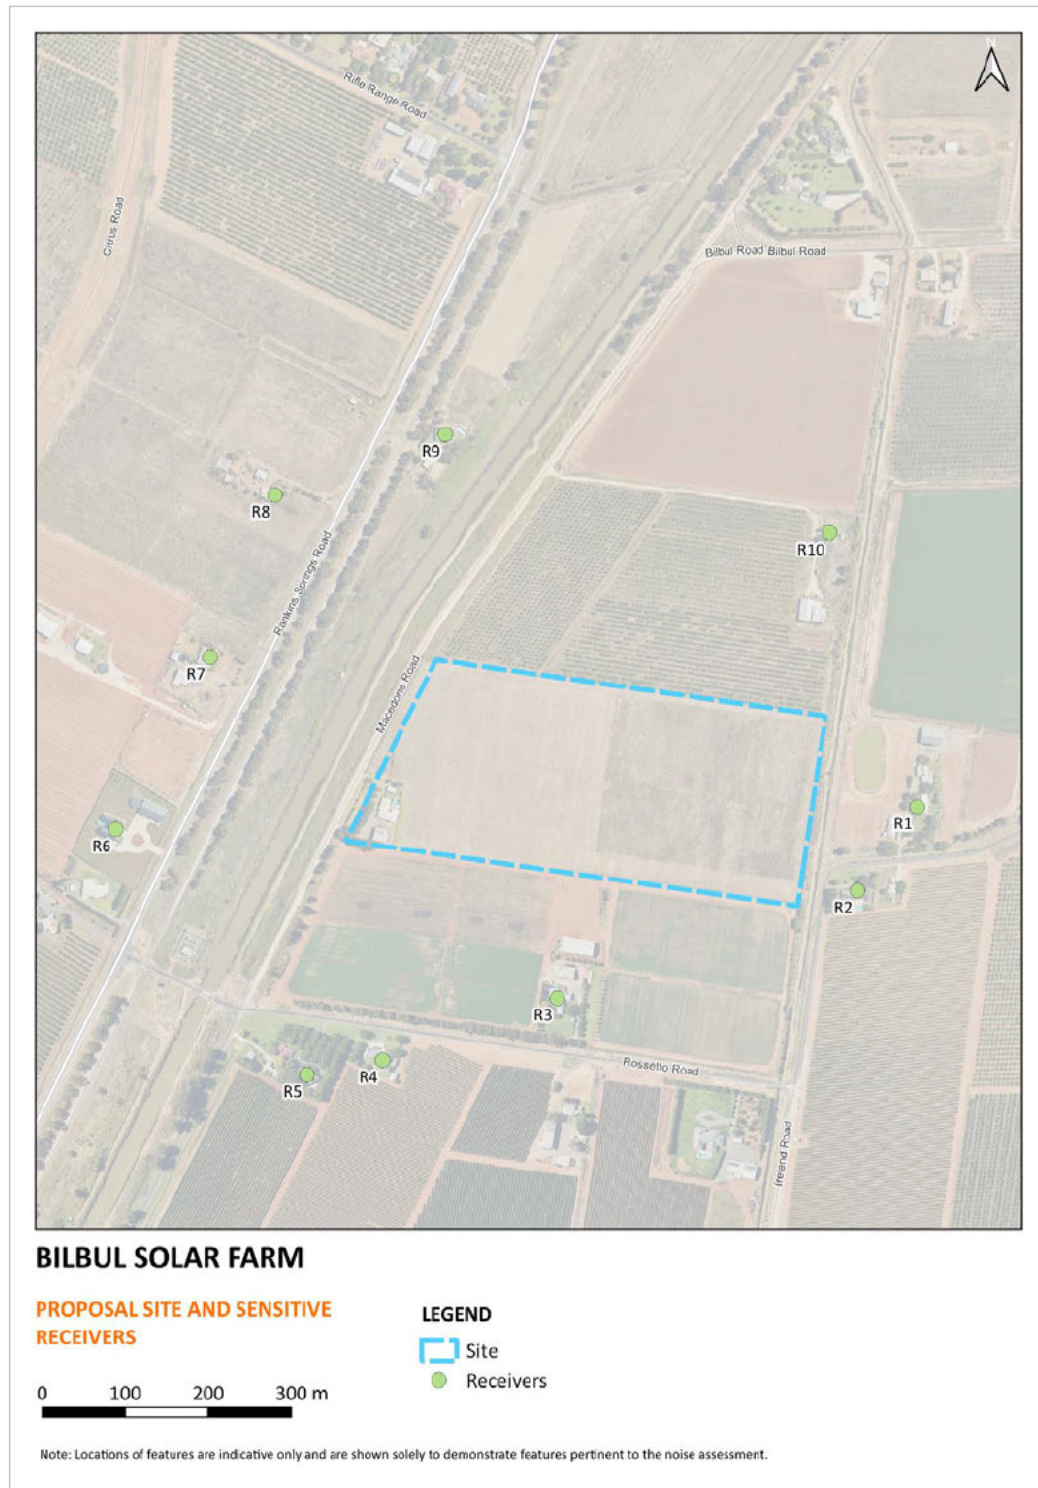 N
Rifle Range Road
Citrus Road
Bilbul Road Bilbul Road
R9
R8
R10
Rankins Springs Road
R7
Macedons Road
R1
R6
R2
R3
R4
R5
Rossetto Road
Ireland Road
BILBUL SOLAR FARM
PROPOSAL SITE AND SENSITIVE
RECEIVERS
LEGEND
Site
Receivers
0 100 200 300 m
Note: Locations of features are indicative only and are shown solely to demonstrate features pertinent to the noise assessment.